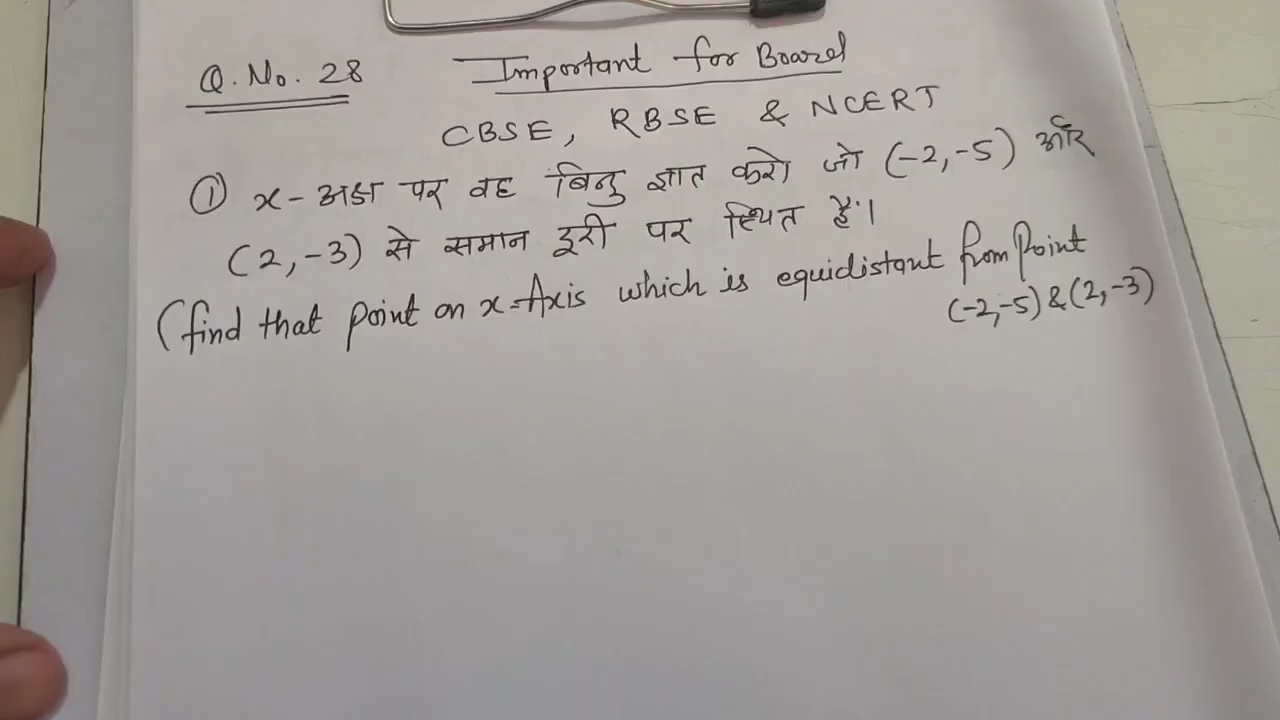 Q. No. 28
Important for Board
CBSE, RBSE & NCERT
① x-अक्ष पर वह बिन्दु ज्ञात करो जो (-2,-5) और
(2,-3) से समान दूरी पर स्थित हैं।
(find that point on x-Axis which is equidistant from Point
(-2,-5) & (2,-3)